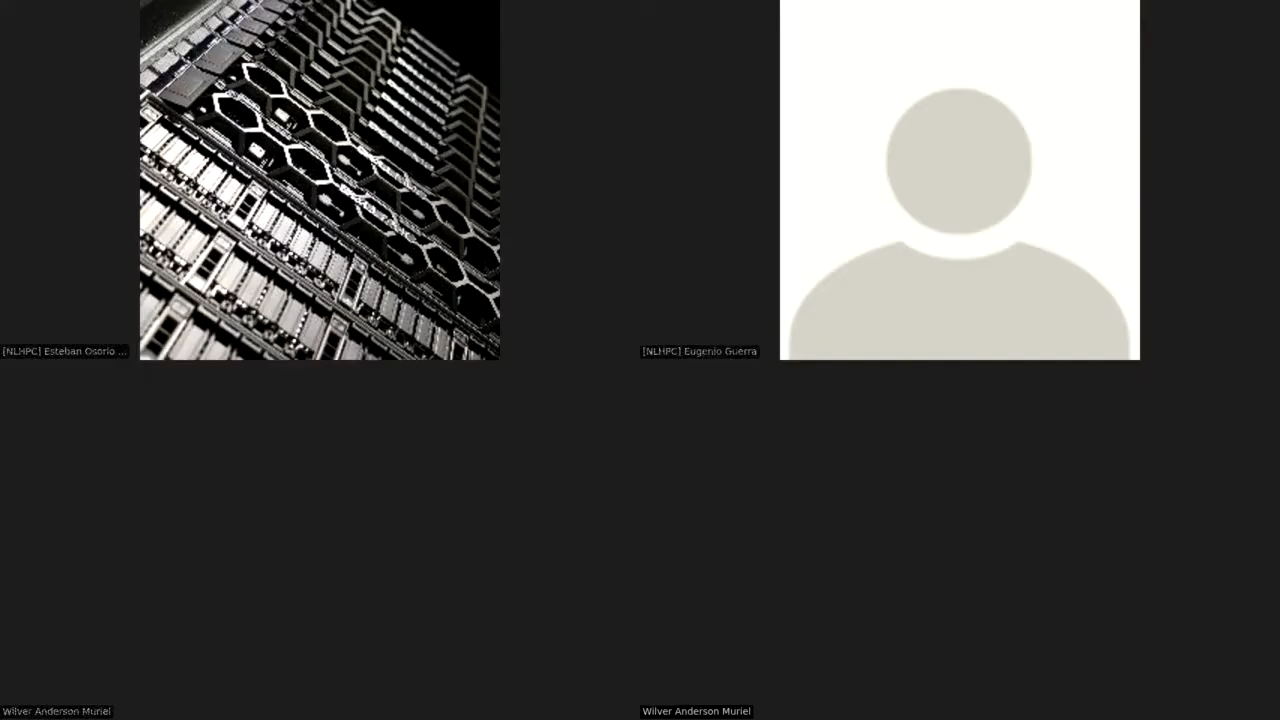 [NLHPC] Esteban Osorio ...
[NLHPC] Eugenio Guerra
Wilver Anderson Muriel
Wilver Anderson Muriel